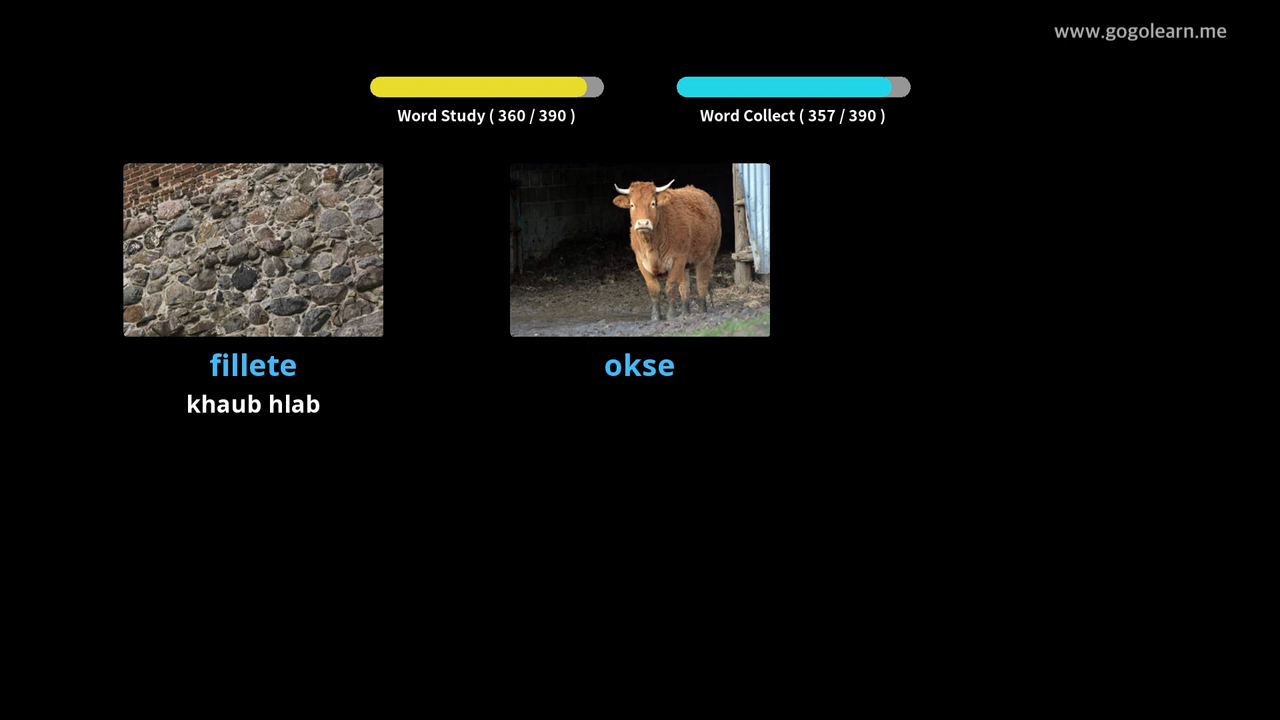 www.gogolearn.me
Word Study ( 360 / 390 )
Word Collect ( 357 / 390 )
fillete
okse
khaub hlab